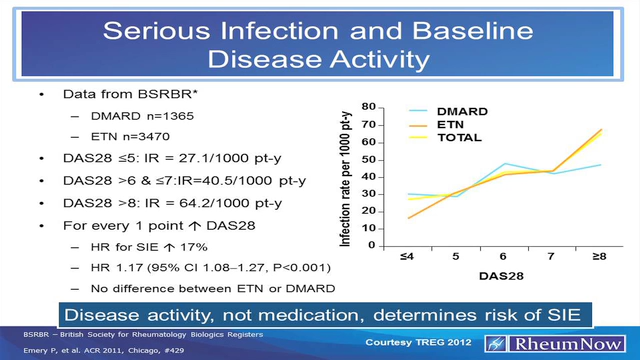 Serious Infection and Baseline
Disease Activity
• Data from BSRBR*
– DMARD n=1365
– ETN n=3470
• DAS28 ≤5: IR = 27.1/1000 pt-y
• DAS28 >6 & ≤7:IR=40.5/1000 pt-y
• DAS28 >8: IR = 64.2/1000 pt-y
• For every 1 point ↑ DAS28
– HR for SIE ↑ 17%
– HR 1.17 (95% CI 1.08–1.27, P<0.001)
– No difference between ETN or DMARD
Infection rate per 1000 pt-y
80
70
60
50
40
30
20
10
0
DMARD
ETN
TOTAL
≤4 5 6 7 ≥8
DAS28
Disease activity, not medication, determines risk of SIE
BSRBR – British Society for Rheumatology Biologics Registers
Emery P, et al. ACR 2011, Chicago, #429
Courtesy TREG 2012
RheumNow